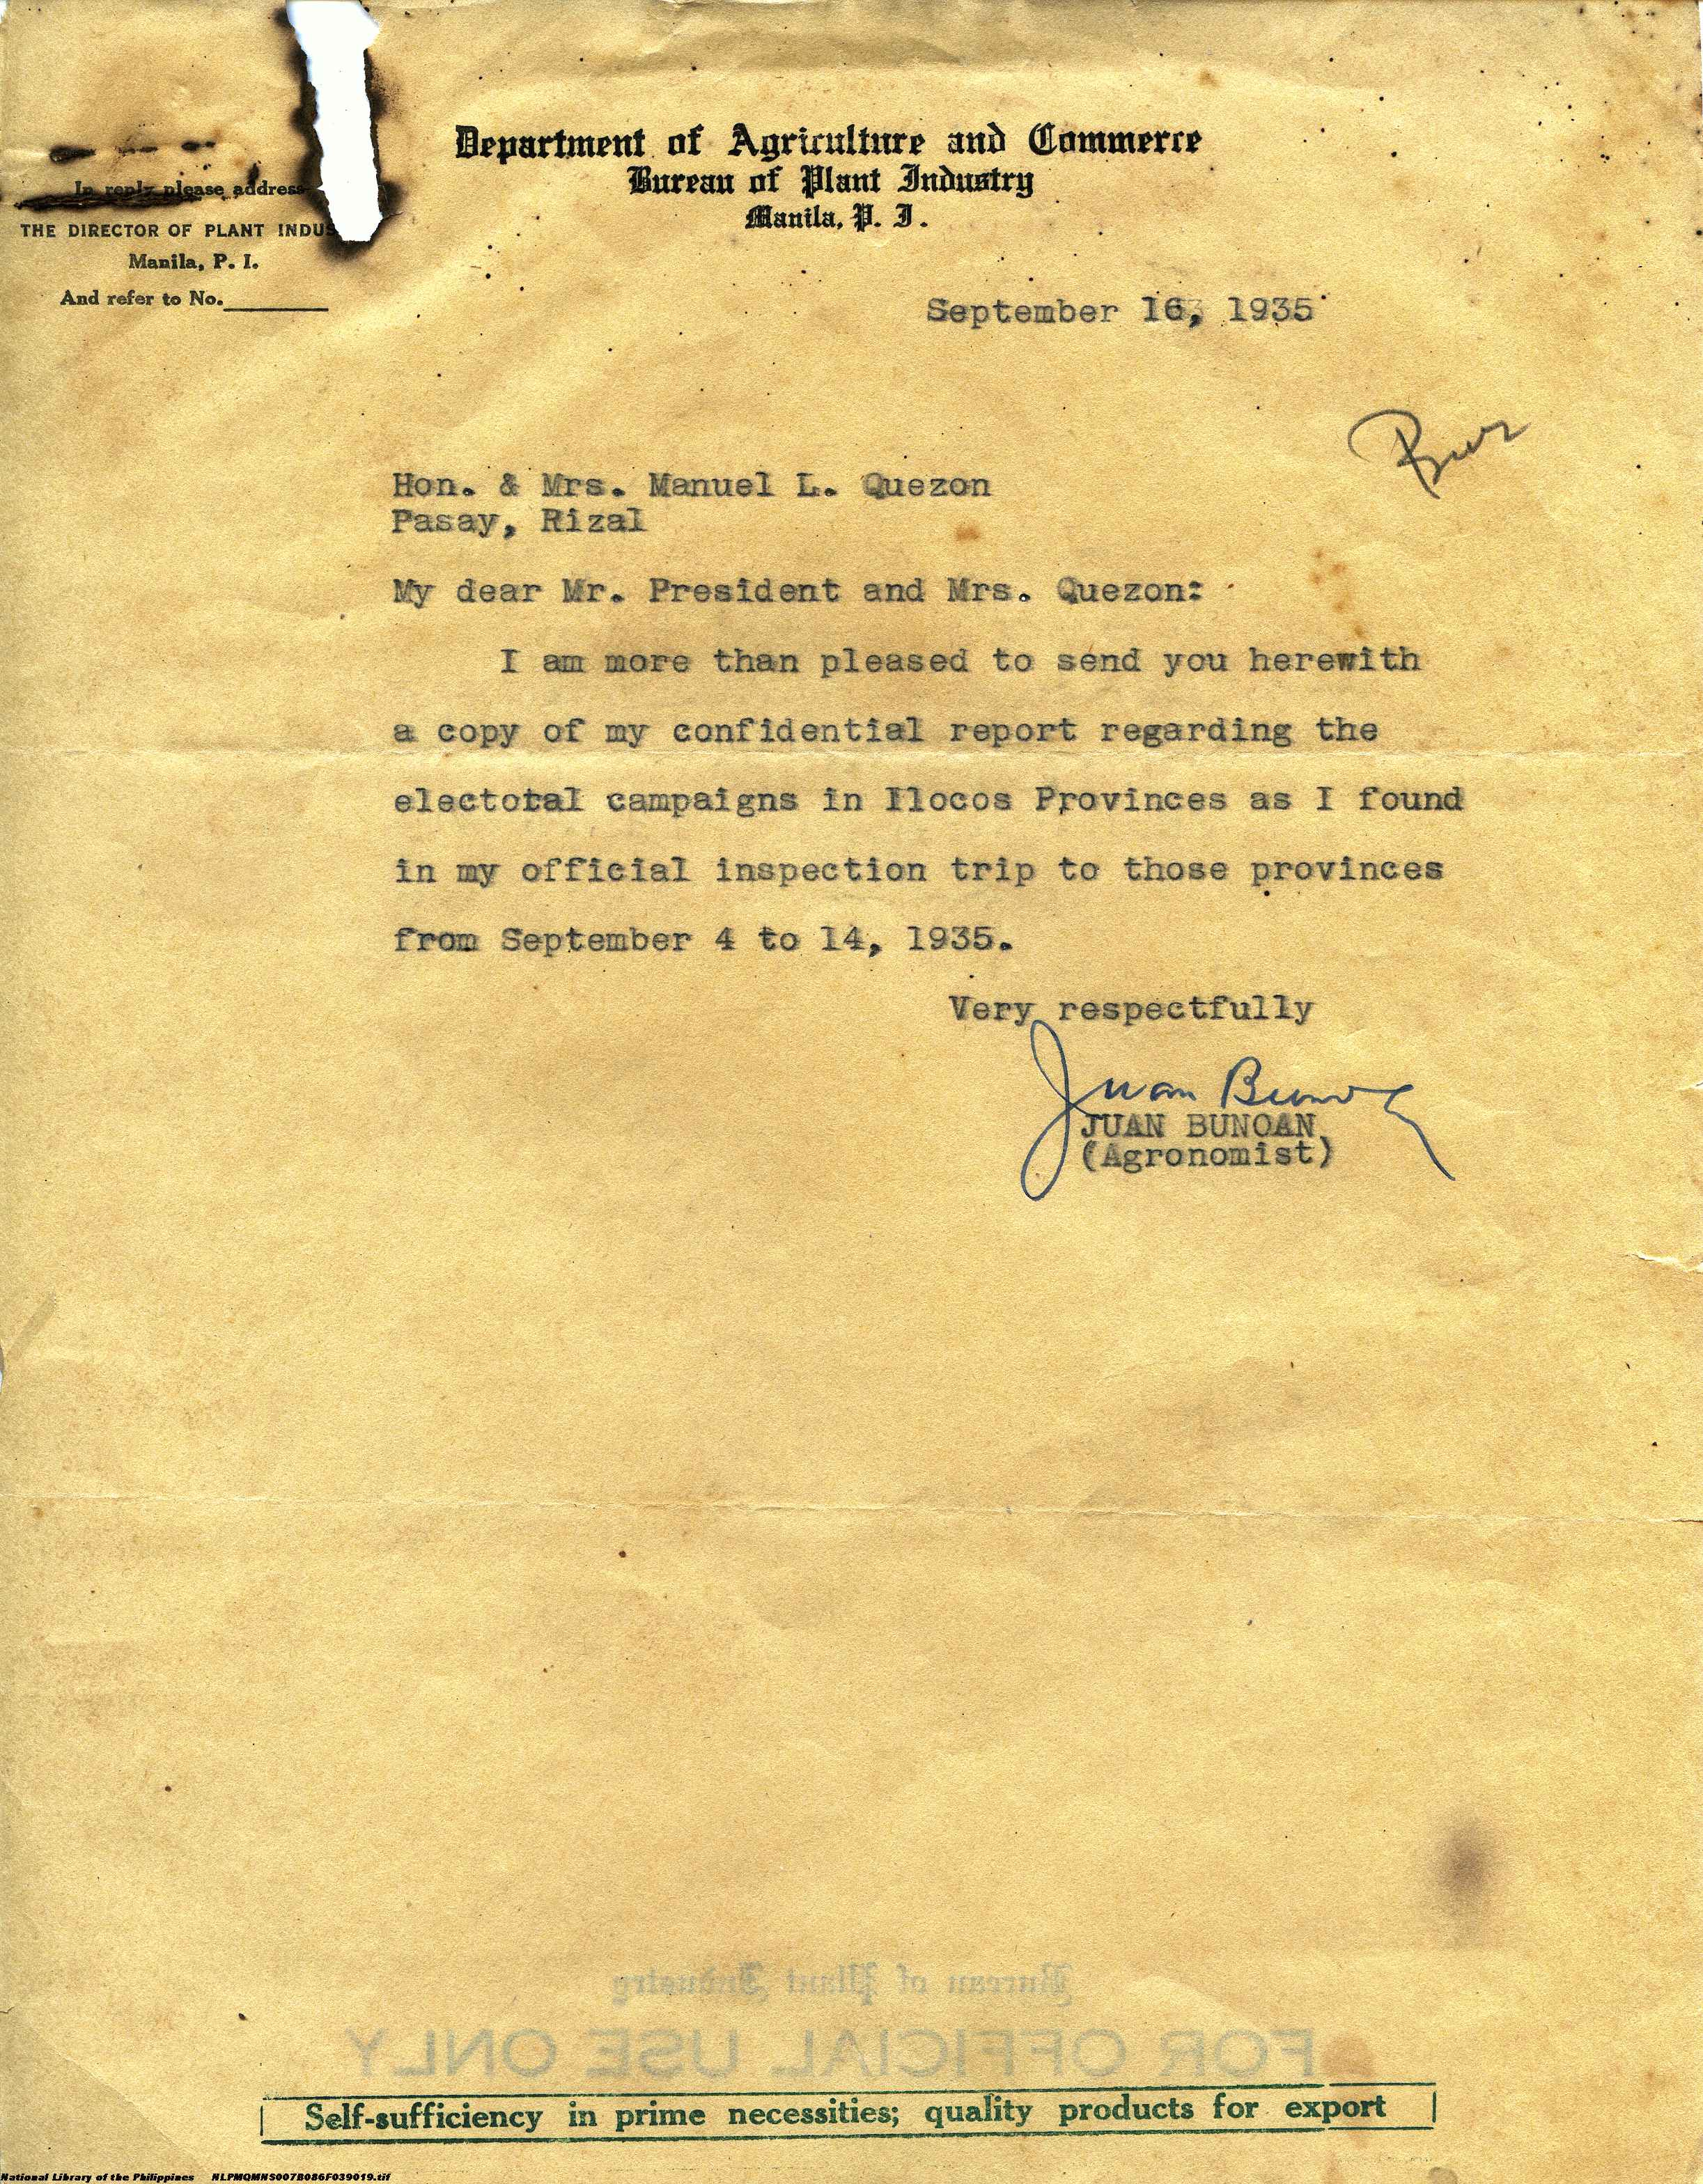 Department of Agriculture and Commerce
Bureau of Plant Industry
Manila, P. I.
In reply please address
THE DIRECTOR OF PLANT INDUS
Manila, P. I.
And refer to No.
September 16, 1935
Hon. & Mrs. Manuel L. Quezon
Pasay, Rizal
My dear Mr. President and Mrs. Quezon:
I am more than pleased to send you herewith
a copy of my confidential report regarding the
electotal campaigns in Ilocos Provinces as I found
in my official inspection trip to those provinces
from September 4 to 14, 1935.
Very respectfully
Juan Bunoan
JUAN BUNOAN
(Agronomist)
Bureau of Plant Industry
FOR OFFICIAL USE ONLY
Self-sufficiency in prime necessities; quality products for export
National Library of the Philippines NLPMQMNS007B086F039019.tif